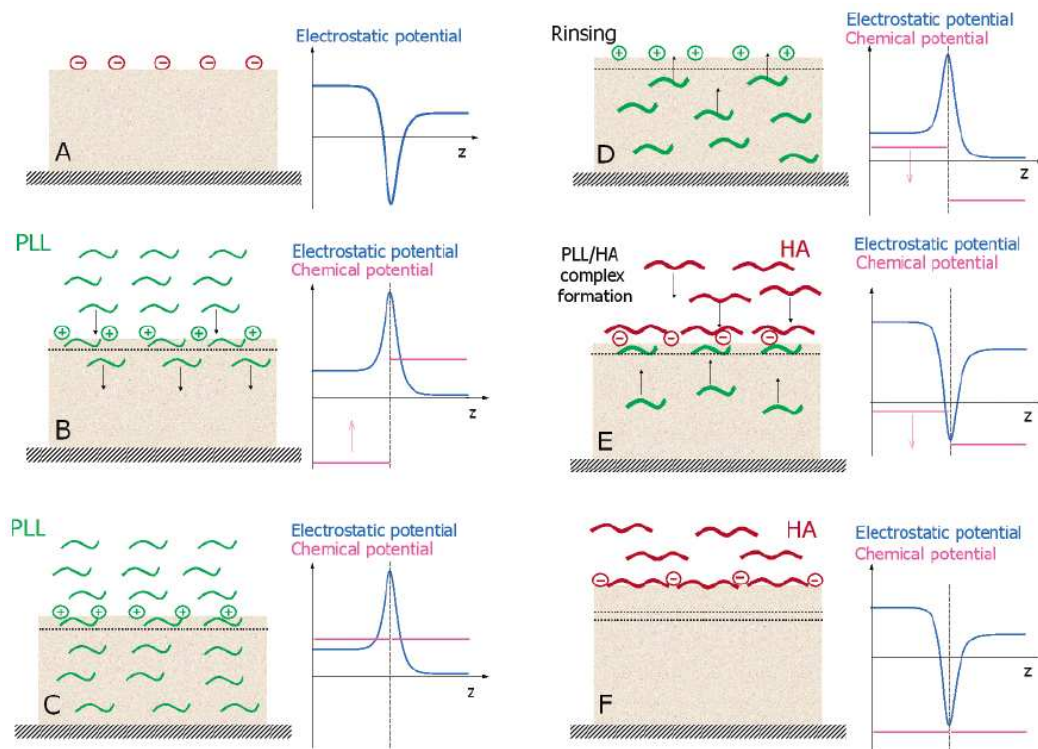 Electrostatic potential
z
A
PLL
Electrostatic potential
Chemical potential
z
B
PLL
Electrostatic potential
Chemical potential
z
C
Rinsing
Electrostatic potential
Chemical potential
z
D
PLL/HA
complex
formation
HA
Electrostatic potential
Chemical potential
z
E
HA
Electrostatic potential
Chemical potential
z
F